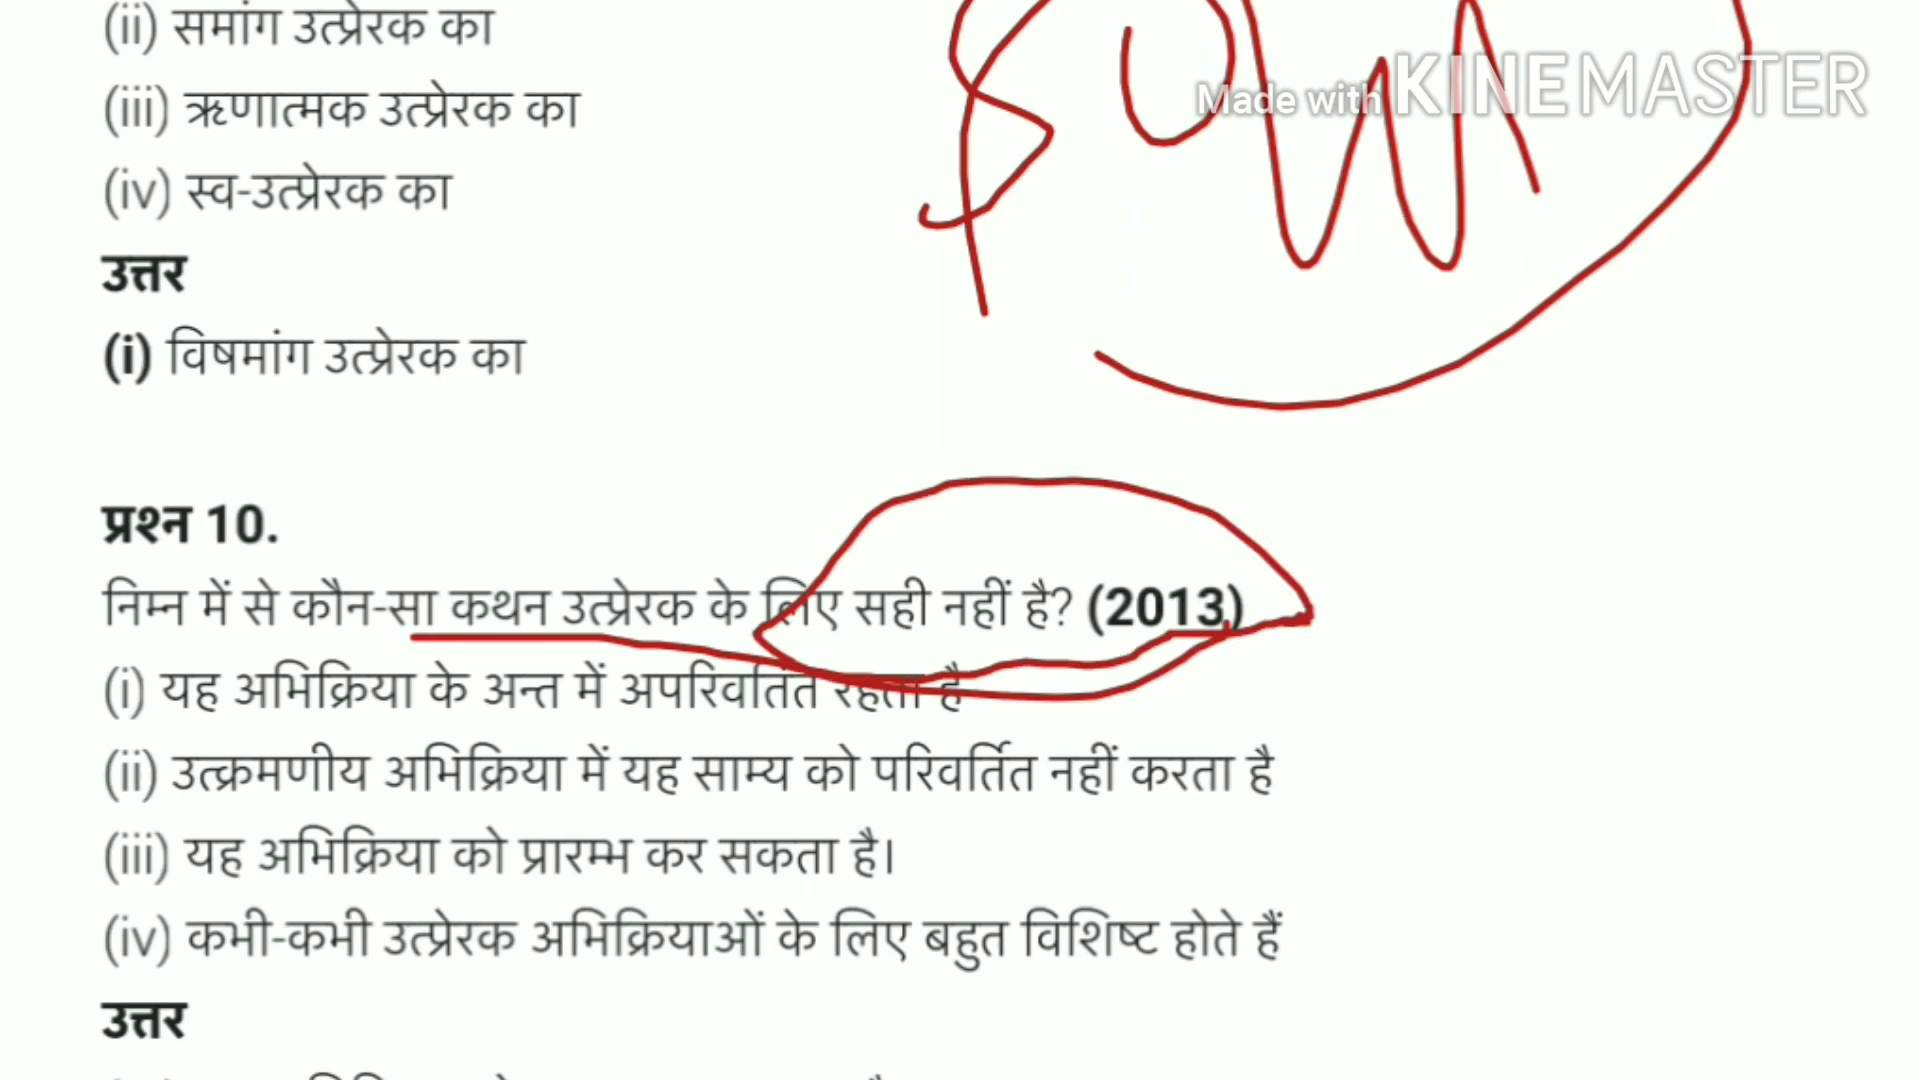 (ii) समांग उत्प्रेरक का
Made with KINEMASTER
(iii) ऋणात्मक उत्प्रेरक का
(iv) स्व-उत्प्रेरक का
उत्तर
(i) विषमांग उत्प्रेरक का
प्रश्न 10.
निम्न में से कौन-सा कथन उत्प्रेरक के लिए सही नहीं है? (2013)
(i) यह अभिक्रिया के अन्त में अपरिवर्तित रहता है
(ii) उत्क्रमणीय अभिक्रिया में यह साम्य को परिवर्तित नहीं करता है
(iii) यह अभिक्रिया को प्रारम्भ कर सकता है।
(iv) कभी-कभी उत्प्रेरक अभिक्रियाओं के लिए बहुत विशिष्ट होते हैं
उत्तर